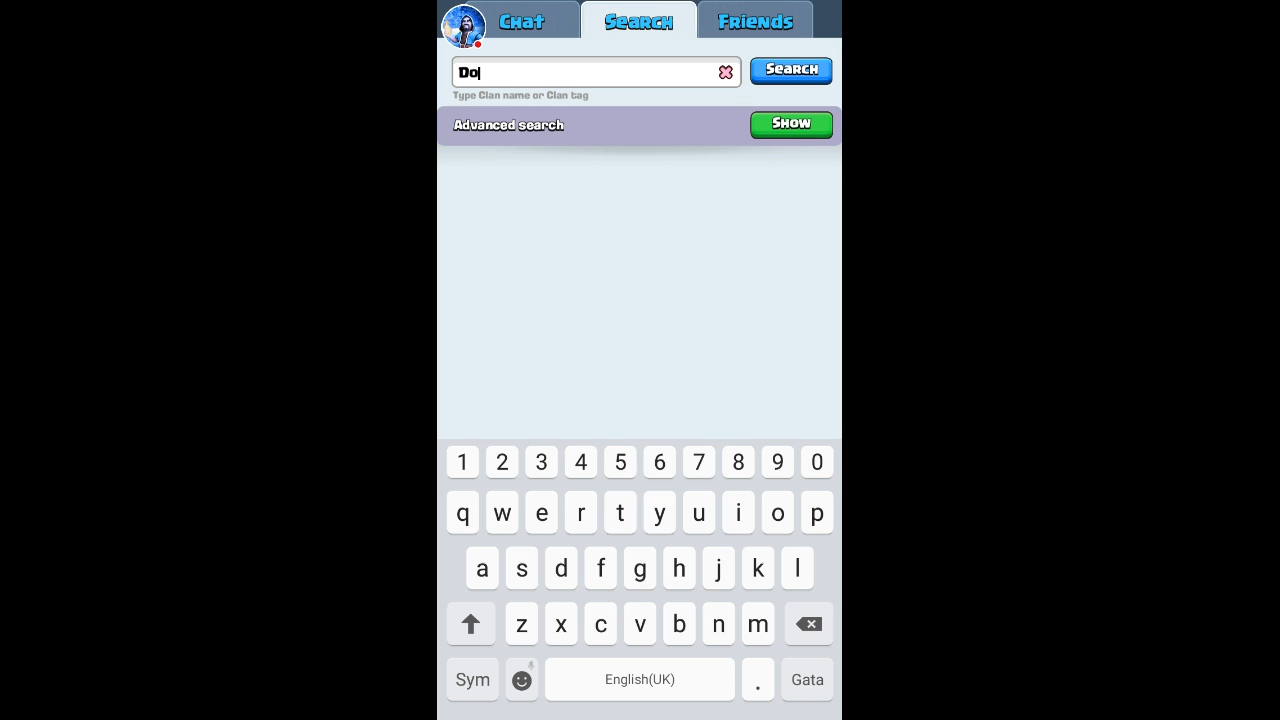 Chat Search Friends
Do Search
Type Clan name or Clan tag
Advanced search Show
1 2 3 4 5 6 7 8 9 0
q w e r t y u i o p
a s d f g h j k l
z x c v b n m
Sym English(UK) . Gata